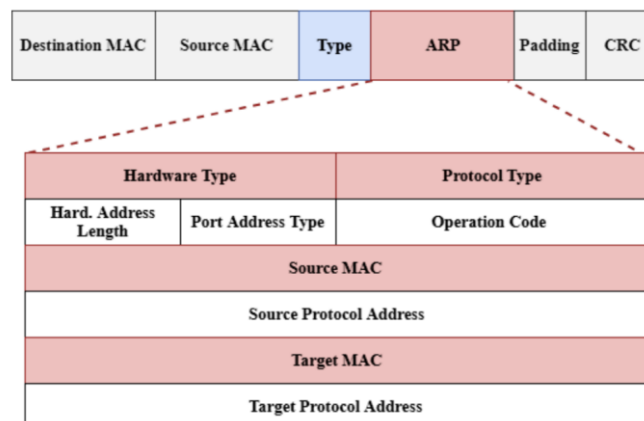 Destination MAC
Source MAC
Type
ARP
Padding
CRC
Hardware Type
Protocol Type
Hard. Address
Length
Port Address Type
Operation Code
Source MAC
Source Protocol Address
Target MAC
Target Protocol Address